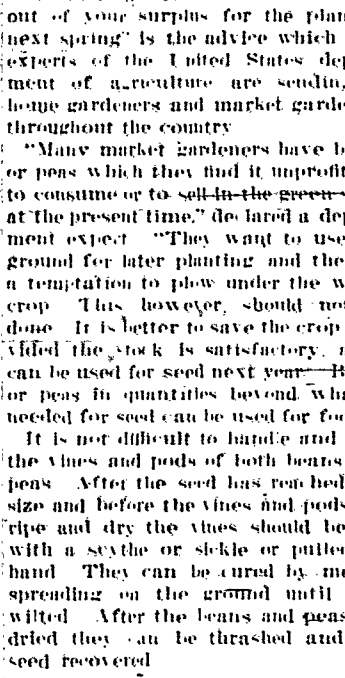 out of your surplus for the plan
next spring" is the advice which
experts of the United States dep
ment of agriculture are sendin
home gardeners and market garde
throughout the country
"Many market gardeners have b
or peas which they find it unprofit
to consume or to sell in the green
at the present time," declared a dep
ment expert "They want to use
ground for later planting and the
a temptation to plow under the w
crop This however, should no
done It is better to save the crop
vided the stock is satisfactory, a
can be used for seed next year
or peas in quantities beyond wha
needed for seed can be used for foo
It is not difficult to handle and
the vines and pods of both beans
peas After the seed has reached
size and before the vines and pods
ripe and dry the vines should be
with a scythe or sickle or pulled
hand They can be cured by me
spreading on the ground until
wilted After the beans and peas
dried they can be thrashed and
seed recovered